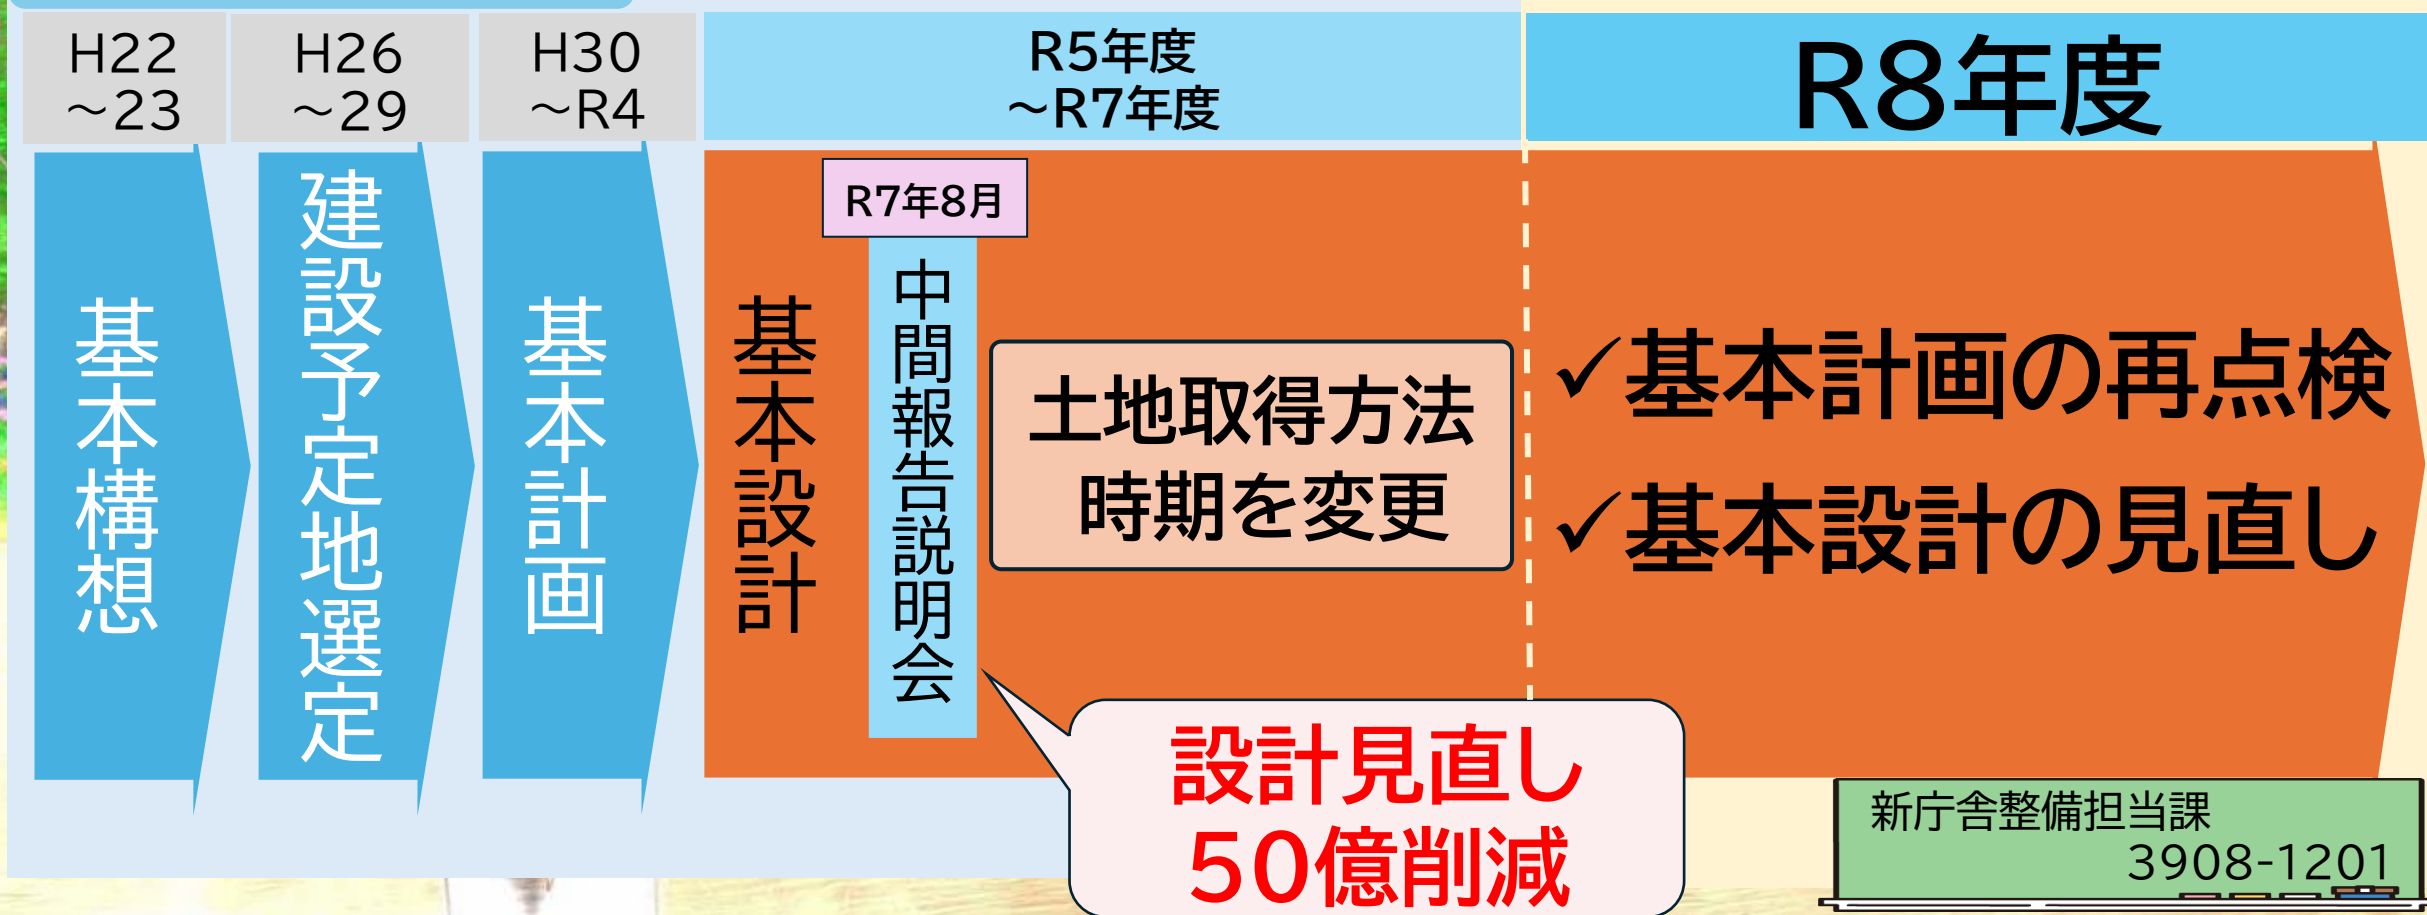 H22
～23
H26
～29
H30
～R4
R5年度
～R7年度
R8年度
基本構想
建設予定地選定
基本計画
基本設計
R7年8月
中間報告説明会
土地取得方法
時期を変更
✓基本計画の再点検
✓基本設計の見直し
設計見直し
50億削減
新庁舎整備担当課
3908-1201